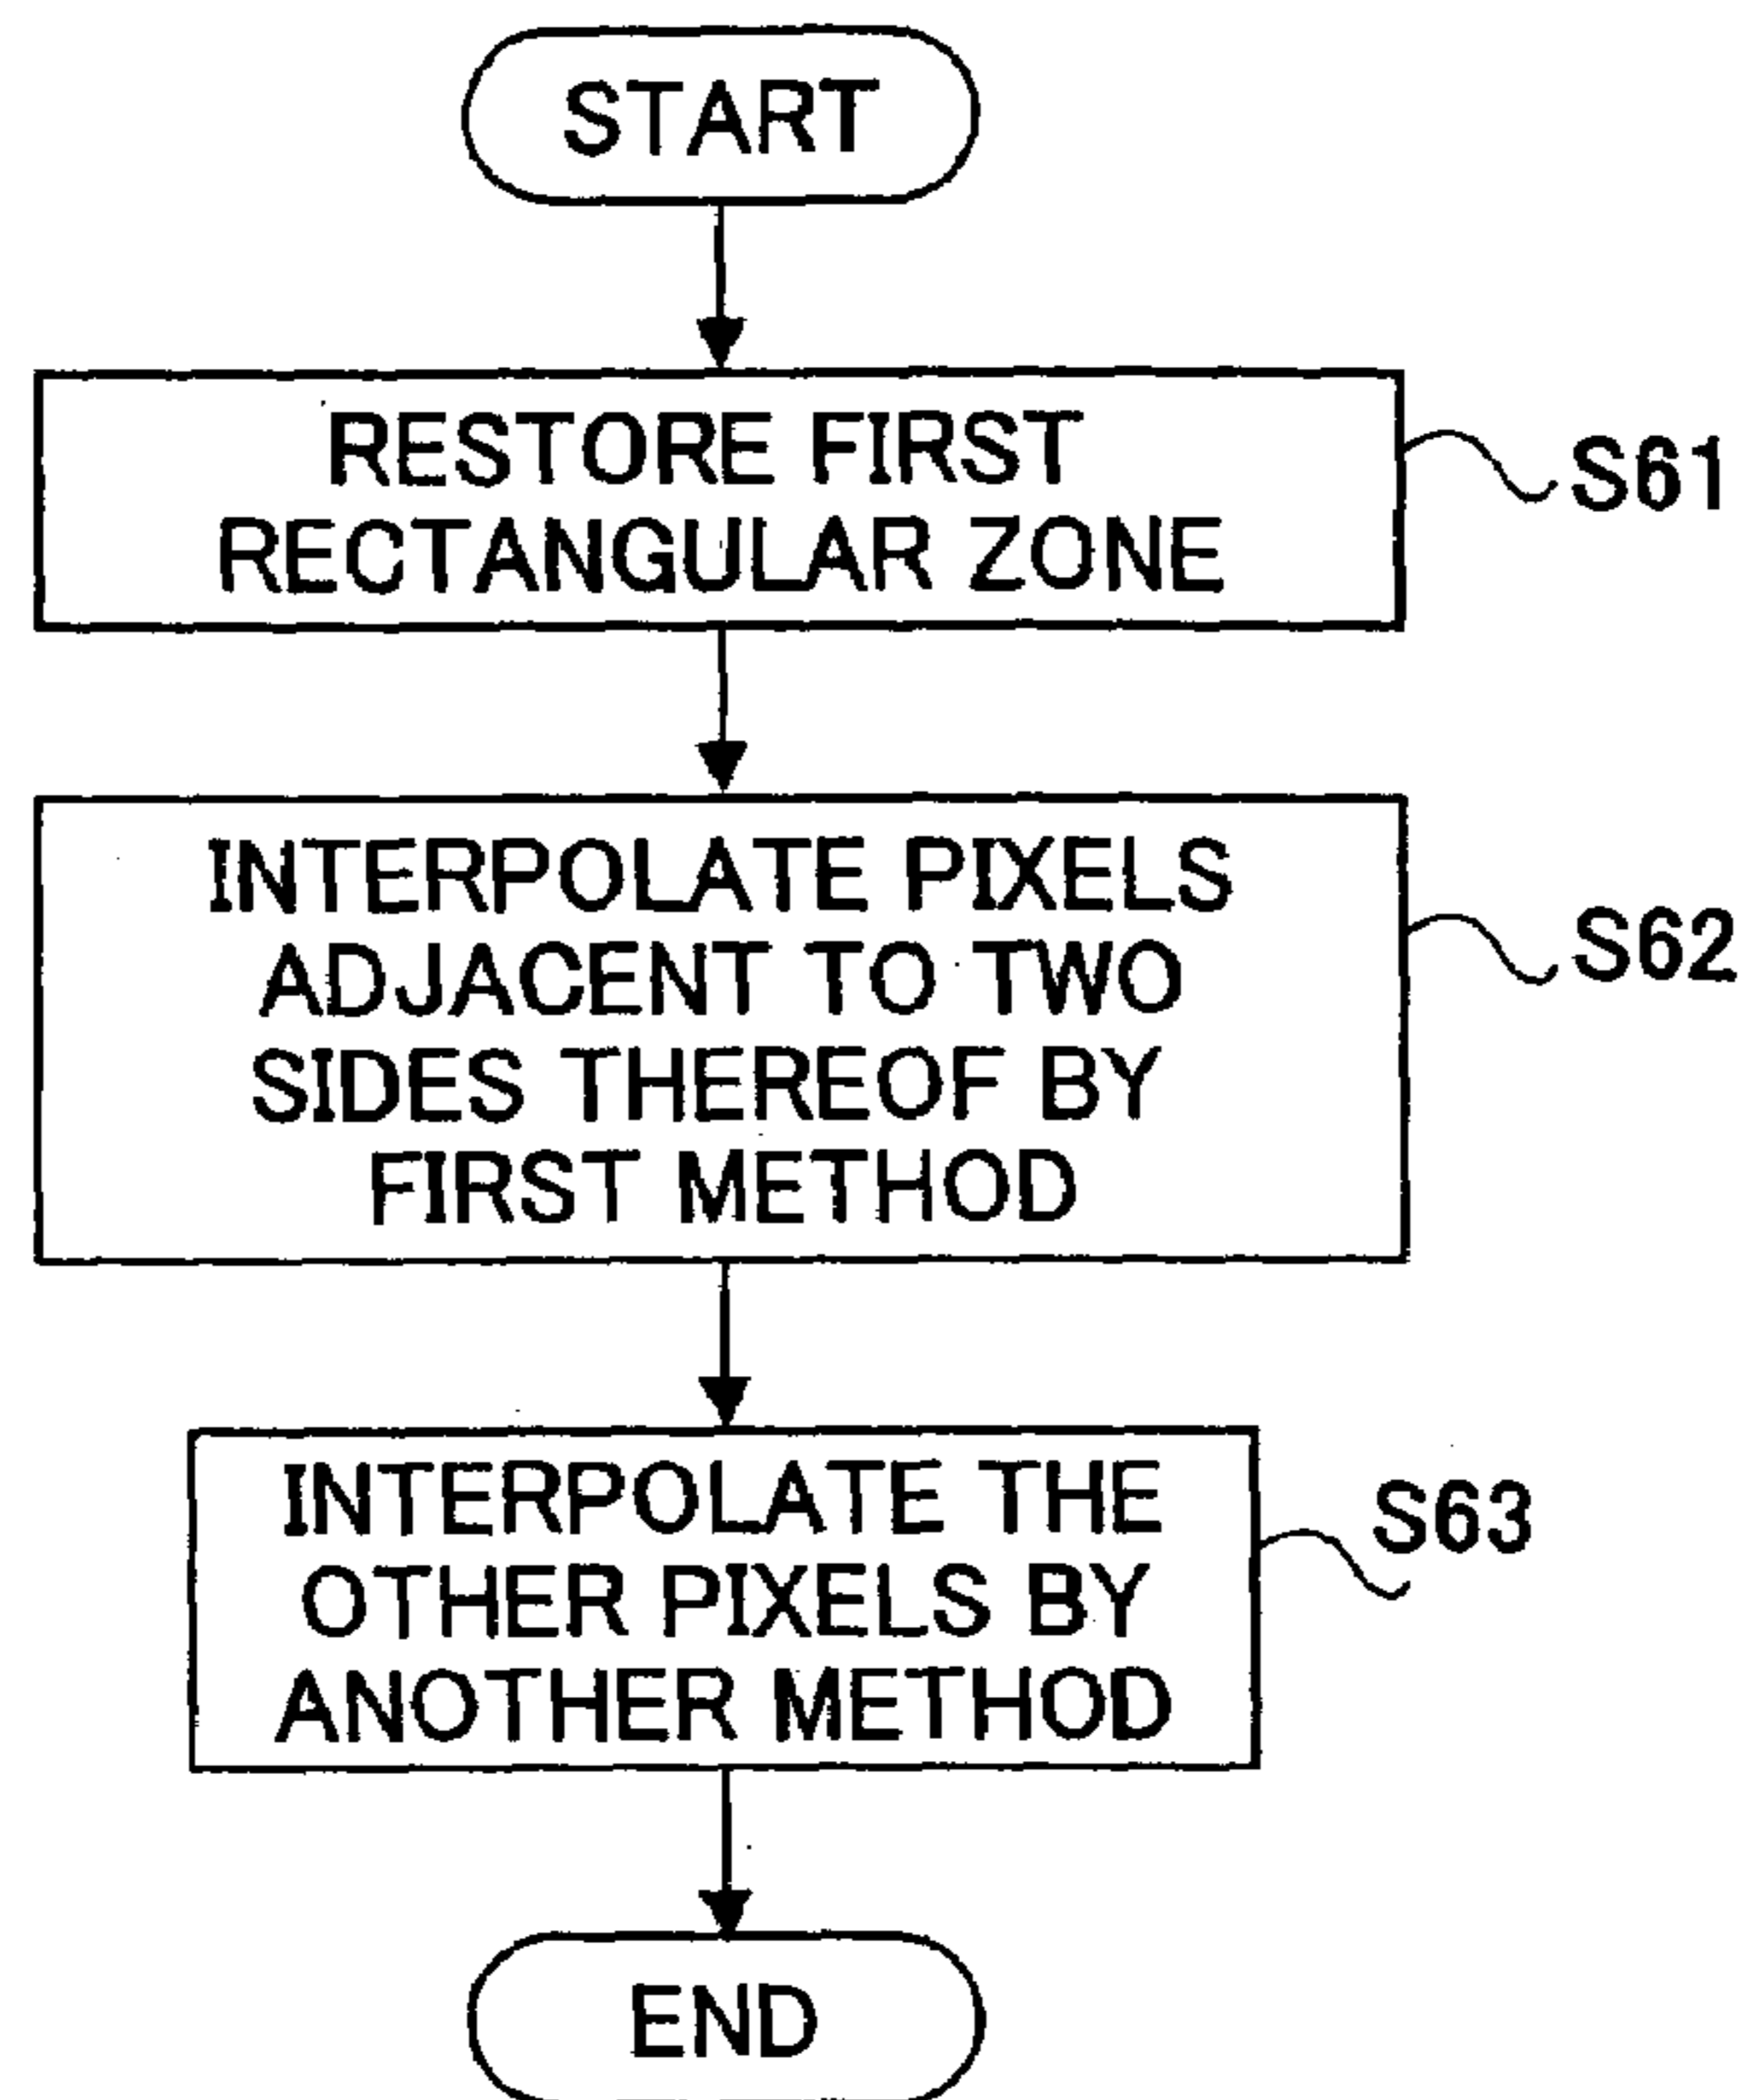 START
RESTORE FIRST
RECTANGULAR ZONE
S61
INTERPOLATE PIXELS
ADJACENT TO TWO
SIDES THEREOF BY
FIRST METHOD
S62
INTERPOLATE THE
OTHER PIXELS BY
ANOTHER METHOD
S63
END